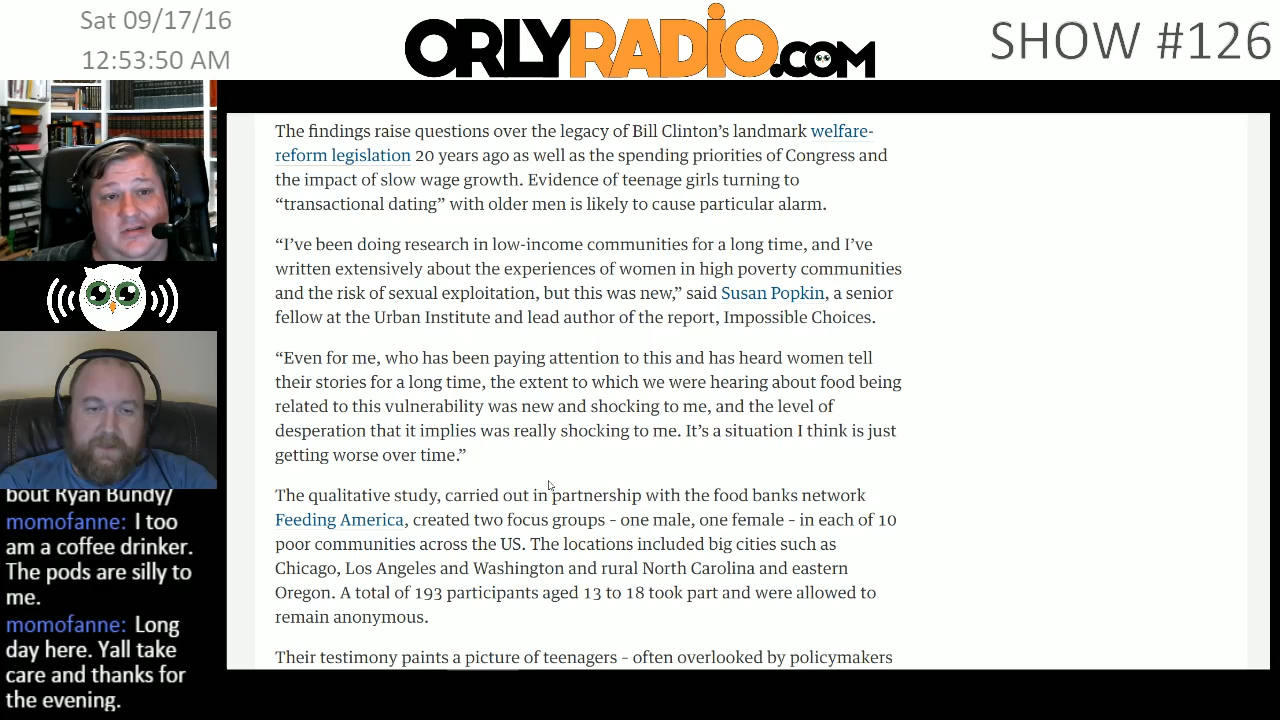 Sat 09/17/16
12:53:50 AM
ORLYRADIO.COM
SHOW #126
The findings raise questions over the legacy of Bill Clinton’s landmark welfare-
reform legislation 20 years ago as well as the spending priorities of Congress and
the impact of slow wage growth. Evidence of teenage girls turning to
“transactional dating” with older men is likely to cause particular alarm.
“I’ve been doing research in low-income communities for a long time, and I’ve
written extensively about the experiences of women in high poverty communities
and the risk of sexual exploitation, but this was new,” said Susan Popkin, a senior
fellow at the Urban Institute and lead author of the report, Impossible Choices.
“Even for me, who has been paying attention to this and has heard women tell
their stories for a long time, the extent to which we were hearing about food being
related to this vulnerability was new and shocking to me, and the level of
desperation that it implies was really shocking to me. It’s a situation I think is just
getting worse over time.”
The qualitative study, carried out in partnership with the food banks network
Feeding America, created two focus groups – one male, one female – in each of 10
poor communities across the US. The locations included big cities such as
Chicago, Los Angeles and Washington and rural North Carolina and eastern
Oregon. A total of 193 participants aged 13 to 18 took part and were allowed to
remain anonymous.
Their testimony paints a picture of teenagers – often overlooked by policymakers
bout Ryan Bundy/
momofanne: I too
am a coffee drinker.
The pods are silly to
me.
momofanne: Long
day here. Yall take
care and thanks for
the evening.